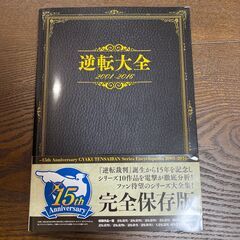 逆転大全
2001-2016
15th Anniversary GYAKUTENSAIBAN Series Encyclopedia 2001-2016
『逆転裁判』誕生から15年を記念し
シリーズ10作品を電撃が徹底分析!
ファン待望のシリーズ大全集!
15th
Anniversary
完全保存版